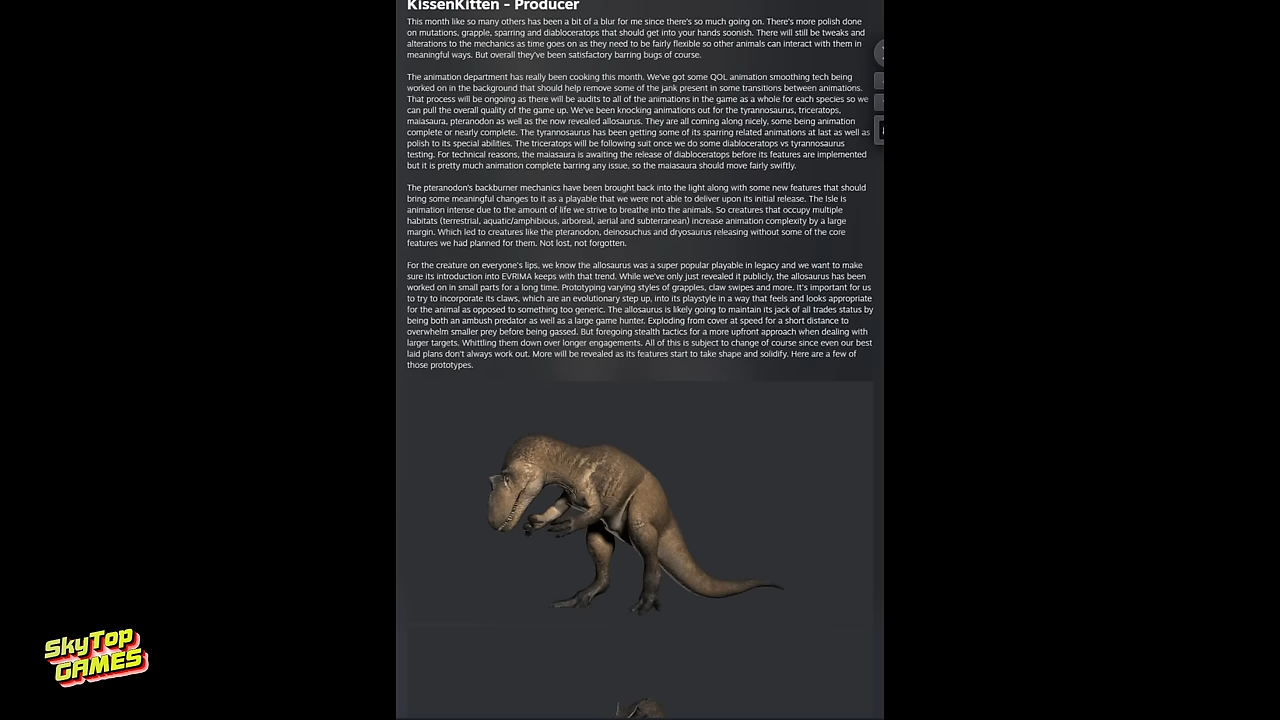 KissenKitten - Producer
This month like so many others has been a bit of a blur for me since there's so much going on. There's more polish done
on mutations, grapple, sparring and diabloceratops that should get into your hands soonish. There will still be tweaks and
alterations to the mechanics as time goes on as they need to be fairly flexible so other animals can interact with them in
meaningful ways. But overall they've been satisfactory barring bugs of course.
The animation department has really been cooking this month. We've got some QOL animation smoothing tech being
worked on in the background that should help remove some of the jank present in some transitions between animations.
That process will be ongoing as there will be audits to all of the animations in the game as a whole for each species so we
can pull the overall quality of the game up. We've been knocking animations out for the tyrannosaurus, triceratops,
maiasaura, pteranodon as well as the now revealed allosaurus. They are all coming along nicely, some being animation
complete or nearly complete. The tyrannosaurus has been getting some of its sparring related animations at last as well as
polish to its special abilities. The triceratops will be following suit once we do some diabloceratops vs tyrannosaurus
testing. For technical reasons, the maiasaura is awaiting the release of diabloceratops before its features are implemented
but it is pretty much animation complete barring any issue, so the maiasaura should move fairly swiftly.
The pteranodon's backburner mechanics have been brought back into the light along with some new features that should
bring some meaningful changes to it as a playable that we were not able to deliver upon its initial release. The Isle is
animation intense due to the amount of life we strive to breathe into the animals. So creatures that occupy multiple
habitats (terrestrial, aquatic/amphibious, arboreal, aerial and subterranean) increase animation complexity by a large
margin. Which led to creatures like the pteranodon, deinosuchus and dryosaurus releasing without some of the core
features we had planned for them. Not lost, not forgotten.
For the creature on everyone's lips, we know the allosaurus was a super popular playable in legacy and we want to make
sure its introduction into EVRIMA keeps with that trend. While we've only just revealed it publicly, the allosaurus has been
worked on in small parts for a long time. Prototyping varying styles of grapples, claw swipes and more. It's important for us
to try to incorporate its claws, which are an evolutionary step up, into its playstyle in a way that feels and looks appropriate
for the animal as opposed to something too generic. The allosaurus is likely going to maintain its jack of all trades status by
being both an ambush predator as well as a large game hunter. Exploding from cover at speed for a short distance to
overwhelm smaller prey before being gassed. But foregoing stealth tactics for a more upfront approach when dealing with
larger targets. Whittling them down over longer engagements. All of this is subject to change of course since even our best
laid plans don't always work out. More will be revealed as its features start to take shape and solidify. Here are a few of
those prototypes.
SkyTop
GAMES